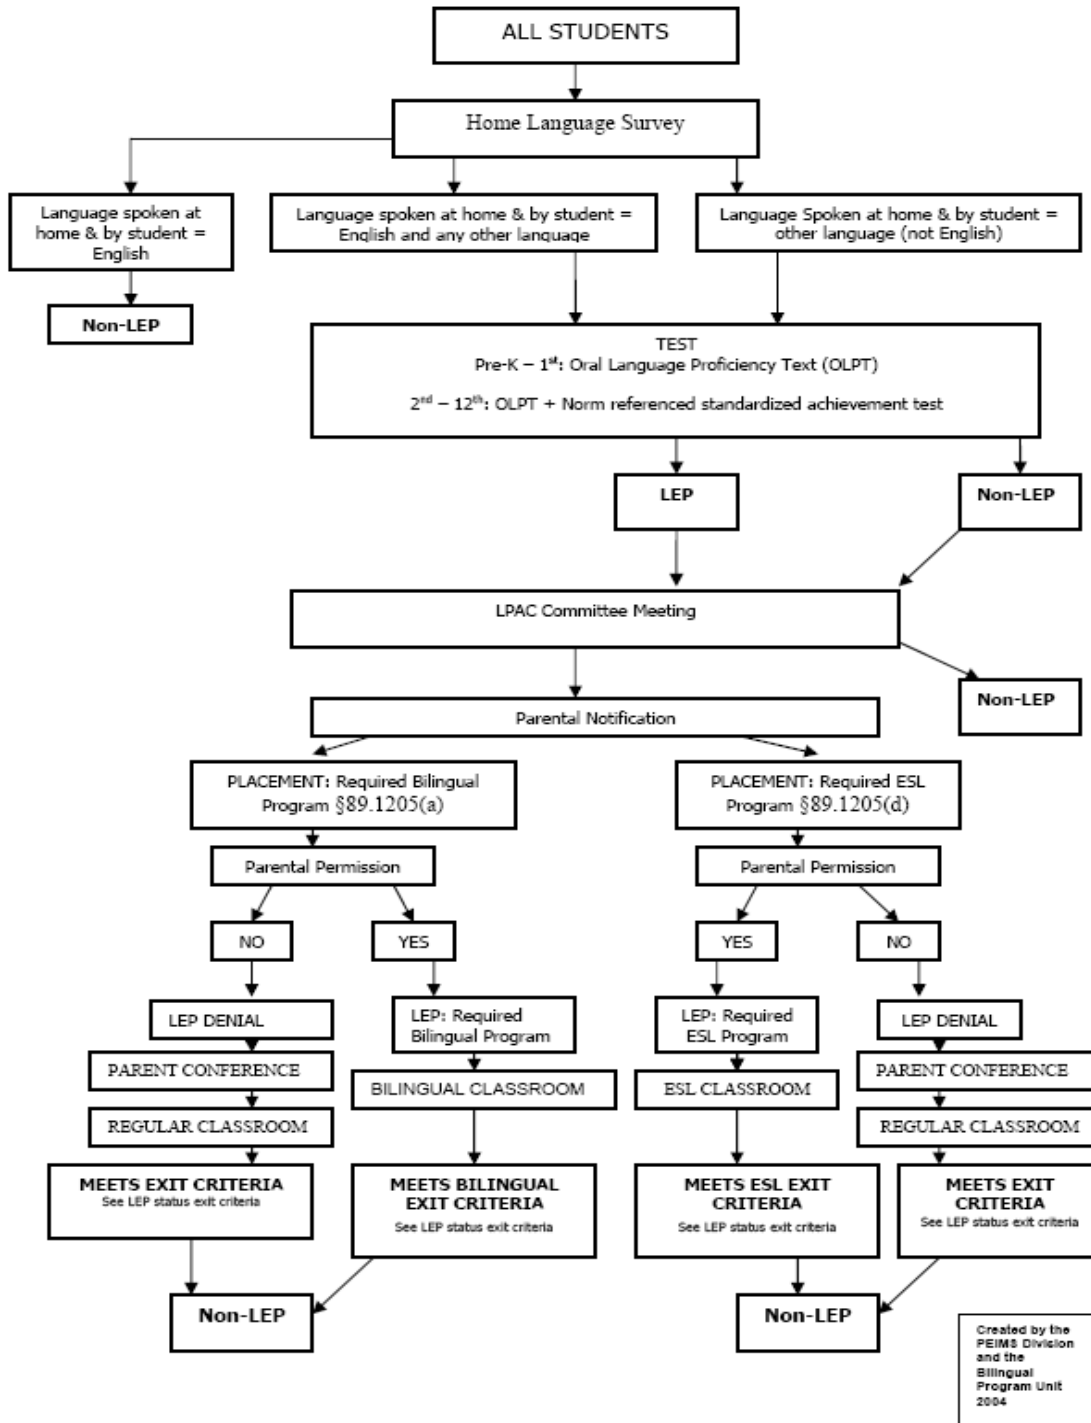 ALL STUDENTS
Home Language Survey
Language spoken at
home & by student =
English
Language spoken at home & by student =
English and any other language
Language Spoken at home & by student =
other language (not English)
Non-LEP
TEST
Pre-K – 1st: Oral Language Proficiency Text (OLPT)
2nd – 12th: OLPT + Norm referenced standardized achievement test
LEP
Non-LEP
LPAC Committee Meeting
Non-LEP
Parental Notification
PLACEMENT: Required Bilingual
Program §89.1205(a)
PLACEMENT: Required ESL
Program §89.1205(d)
Parental Permission
Parental Permission
NO
YES
YES
NO
LEP DENIAL
LEP: Required
Bilingual Program
LEP: Required
ESL Program
LEP DENIAL
PARENT CONFERENCE
BILINGUAL CLASSROOM
ESL CLASSROOM
PARENT CONFERENCE
REGULAR CLASSROOM
REGULAR CLASSROOM
MEETS EXIT CRITERIA
See LEP status exit criteria
MEETS BILINGUAL
EXIT CRITERIA
See LEP status exit criteria
MEETS ESL EXIT
CRITERIA
See LEP status exit criteria
MEETS EXIT
CRITERIA
See LEP status exit criteria
Non-LEP
Non-LEP
Created by the
PEIMS Division
and the
Bilingual
Program Unit
2004